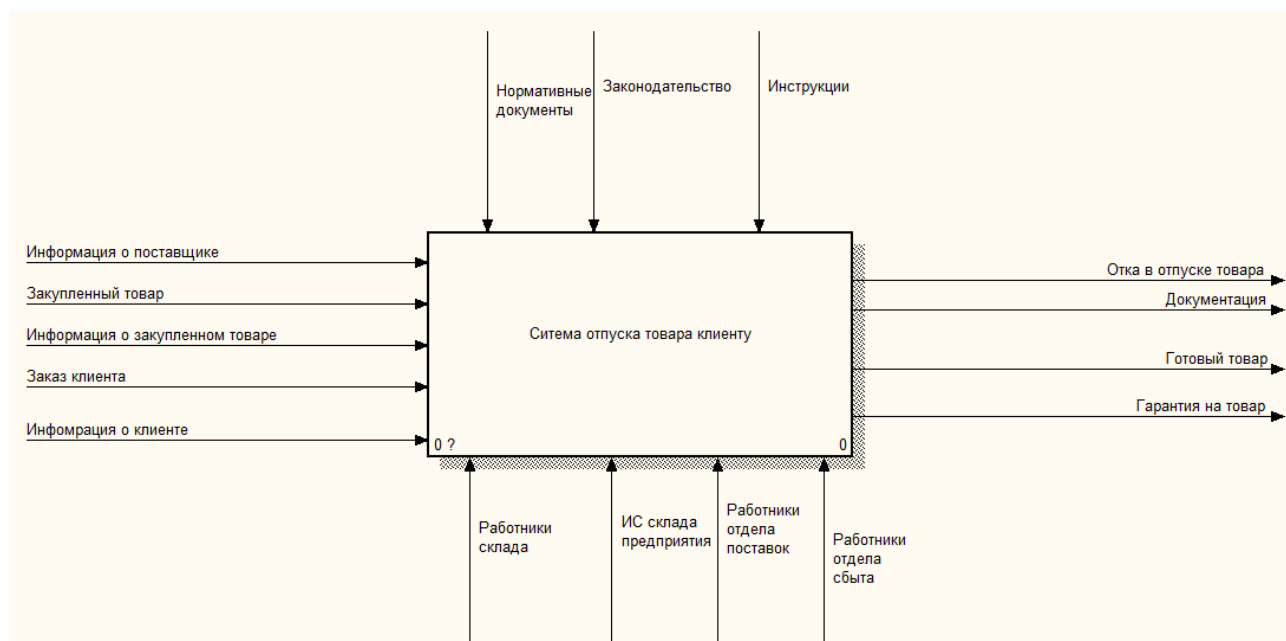 Нормативные
документы
Законодательство
Инструкции
Информация о поставщике
Закупленный товар
Информация о закупленном товаре
Заказ клиента
Инфомрация о клиенте
Ситема отпуска товара клиенту
0 ?
0
Отка в отпуске товара
Документация
Готовый товар
Гарантия на товар
Работники
склада
ИС склада
предприятия
Работники
отдела
поставок
Работники
отдела
сбыта